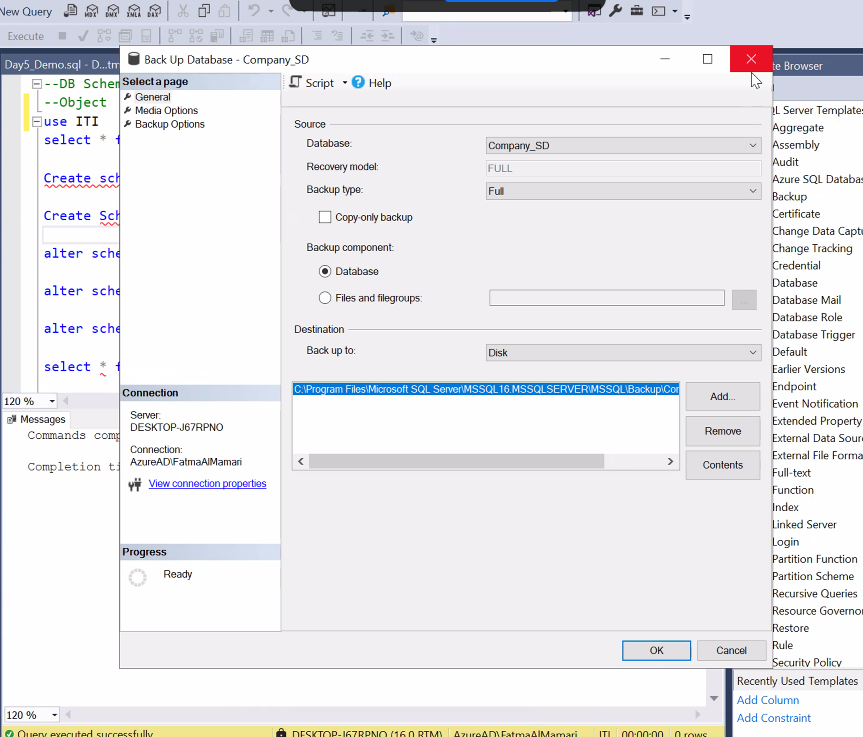 New Query
MDX
DMX
XMLA
DAX
Execute
Day5_Demo.sql - D...tm
--DB Schem
--Object
use ITI
select * f
Create sch
Create Sch
alter sche
alter sche
alter sche
select * f
120 %
Messages
Commands comp
Completion ti
120 %
Query executed successfully
DESKTOP-J67RPNO (16.0 RTM)
AzureAD\FatmaAlMamari
ITI
00:00:00
0 rows
Back Up Database - Company_SD
Select a page
General
Media Options
Backup Options
Connection
Server:
DESKTOP-J67RPNO
Connection:
AzureAD\FatmaAlMamari
View connection properties
Progress
Ready
Script
Help
Source
Database:
Company_SD
Recovery model:
FULL
Backup type:
Full
Copy-only backup
Backup component:
Database
Files and filegroups:
...
Destination
Back up to:
Disk
C:\Program Files\Microsoft SQL Server\MSSQL16.MSSQLSERVER\MSSQL\Backup\Con
Add...
Remove
Contents
OK
Cancel
te Browser
QL Server Templates
Aggregate
Assembly
Audit
Azure SQL Databas
Backup
Certificate
Change Data Captu
Change Tracking
Credential
Database
Database Mail
Database Role
Database Trigger
Default
Earlier Versions
Endpoint
Event Notification
Extended Property
External Data Sour
External File Forma
Full-text
Function
Index
Linked Server
Login
Partition Function
Partition Scheme
Recursive Queries
Resource Governo
Restore
Rule
Security Policy
Recently Used Templates
Add Column
Add Constraint